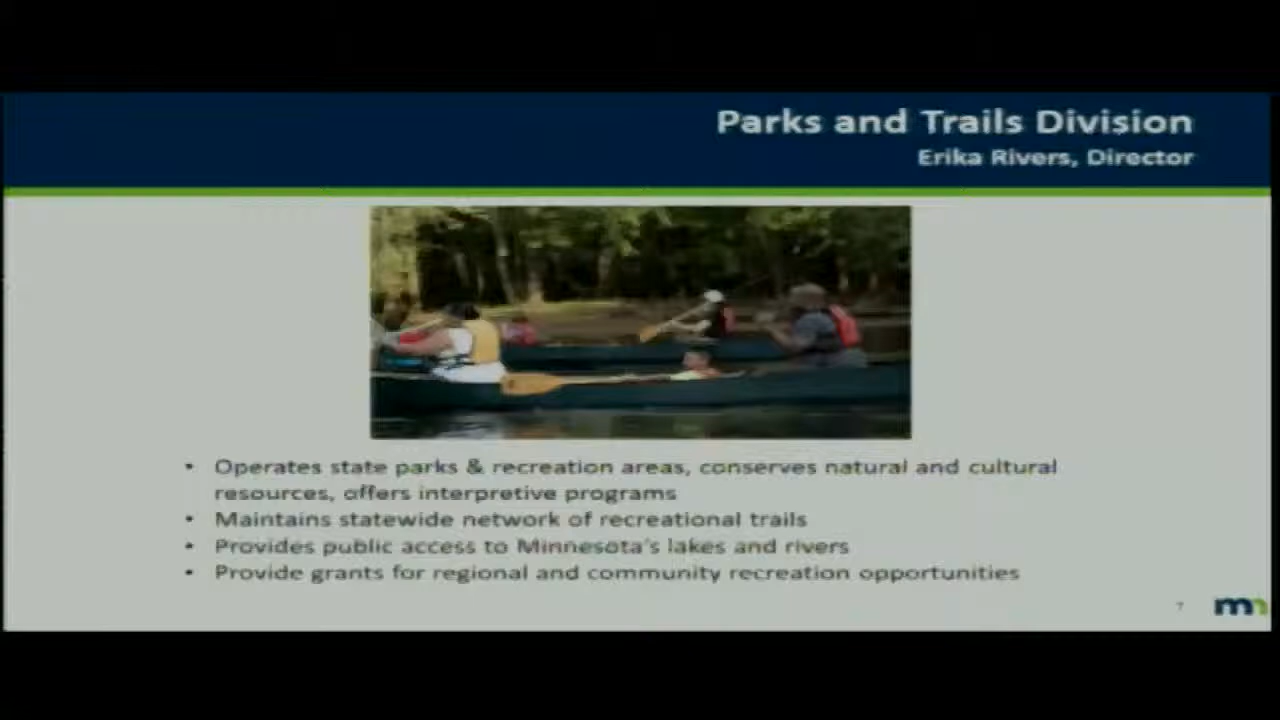 Parks and Trails Division
Erika Rivers, Director
• Operates state parks & recreation areas, conserves natural and cultural
resources, offers interpretive programs
• Maintains statewide network of recreational trails
• Provides public access to Minnesota's lakes and rivers
• Provide grants for regional and community recreation opportunities
7
mn